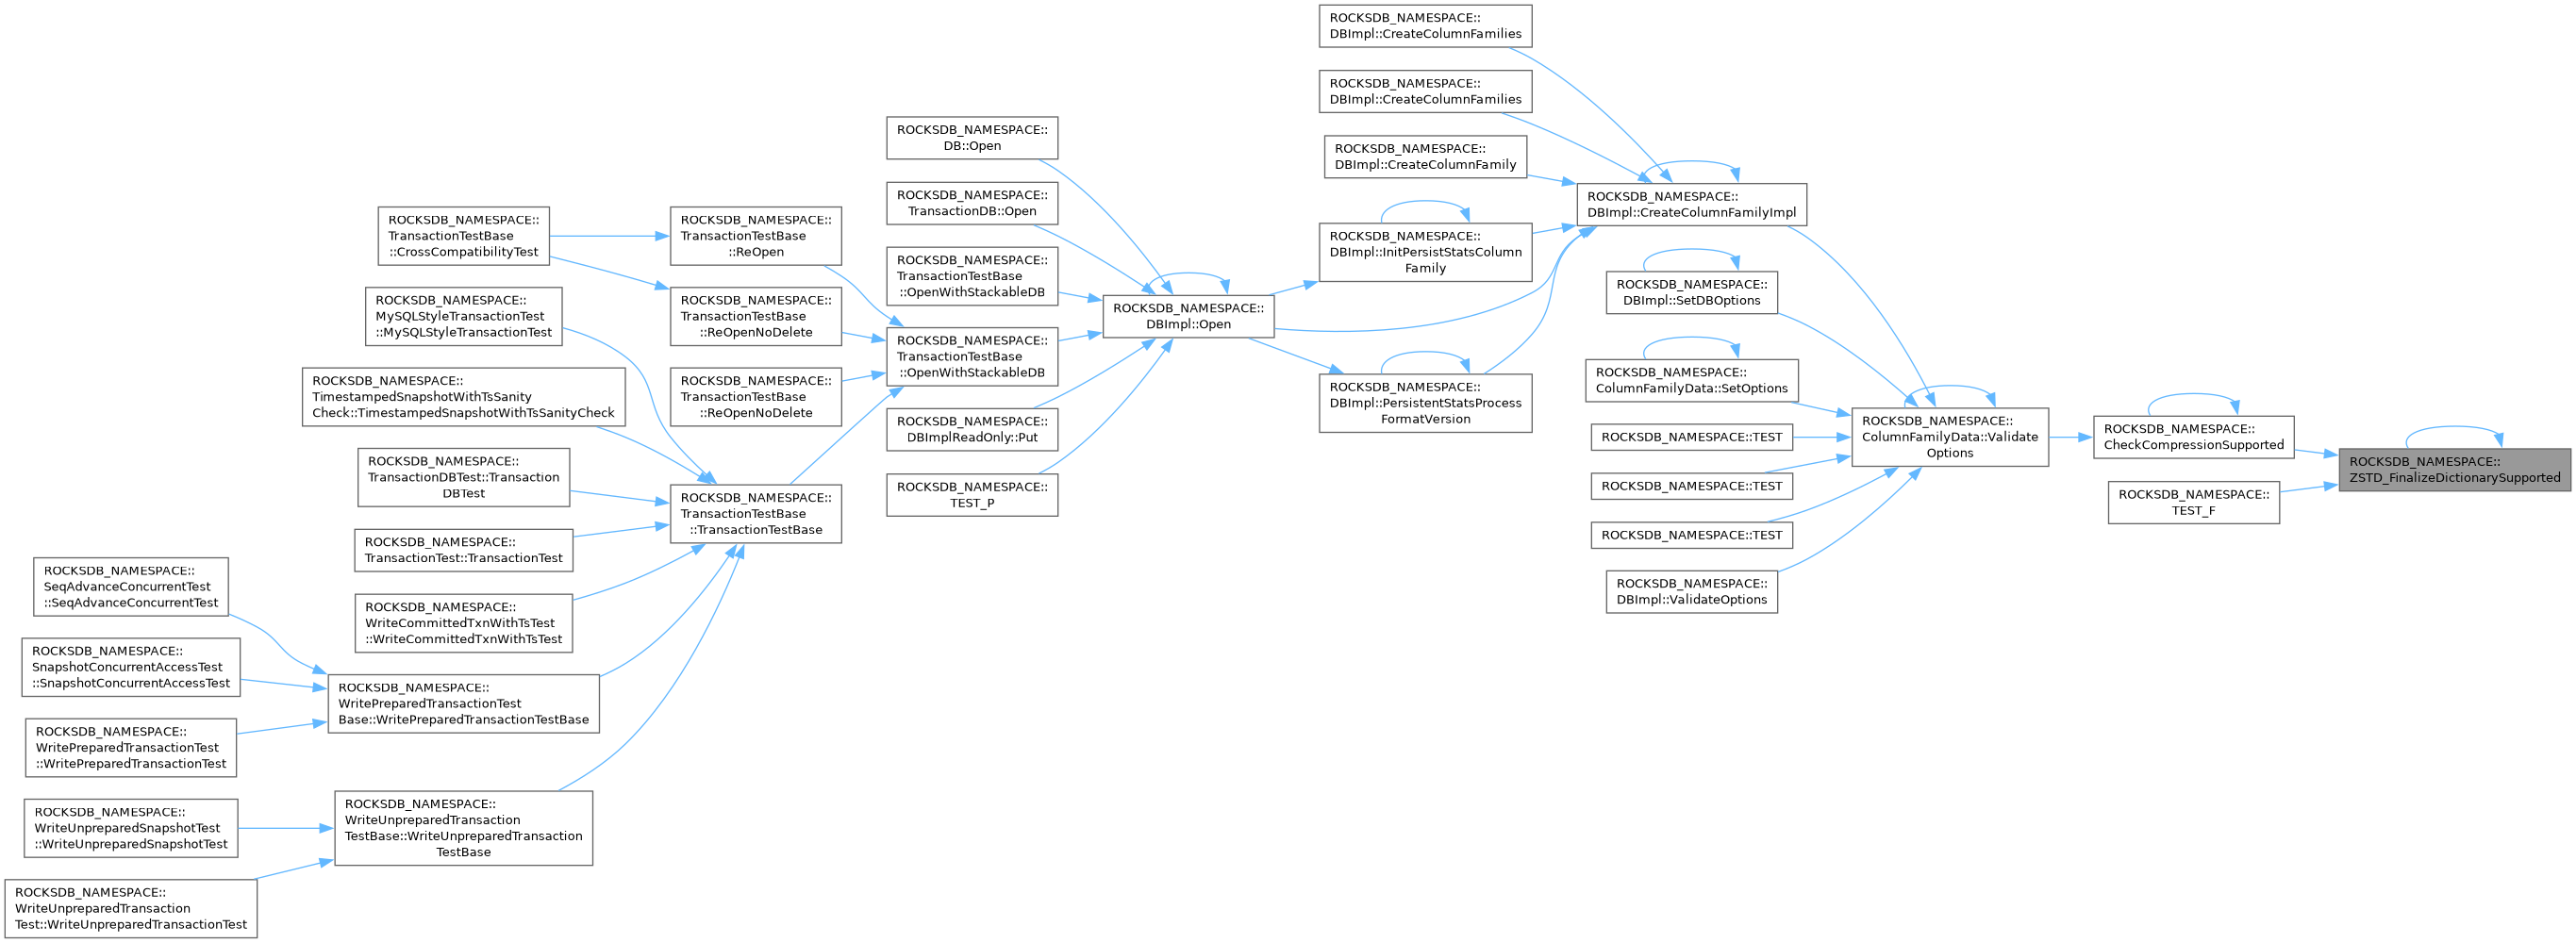 ROCKSDB_NAMESPACE::
DBImpl::CreateColumnFamilies
ROCKSDB_NAMESPACE::
DBImpl::CreateColumnFamilies
ROCKSDB_NAMESPACE::
DBImpl::CreateColumnFamily
ROCKSDB_NAMESPACE::
DBImpl::InitPersistStatsColumn
Family
ROCKSDB_NAMESPACE::
DBImpl::PersistentStatsProcess
FormatVersion
ROCKSDB_NAMESPACE::
DB::Open
ROCKSDB_NAMESPACE::
TransactionDB::Open
ROCKSDB_NAMESPACE::
TransactionTestBase
::OpenWithStackableDB
ROCKSDB_NAMESPACE::
TransactionTestBase
::OpenWithStackableDB
ROCKSDB_NAMESPACE::
DBImplReadOnly::Put
ROCKSDB_NAMESPACE::
TEST_P
ROCKSDB_NAMESPACE::
DBImpl::Open
ROCKSDB_NAMESPACE::
DBImpl::CreateColumnFamilyImpl
ROCKSDB_NAMESPACE::
DBImpl::SetDBOptions
ROCKSDB_NAMESPACE::
ColumnFamilyData::SetOptions
ROCKSDB_NAMESPACE::TEST
ROCKSDB_NAMESPACE::TEST
ROCKSDB_NAMESPACE::TEST
ROCKSDB_NAMESPACE::
DBImpl::ValidateOptions
ROCKSDB_NAMESPACE::
ColumnFamilyData::Validate
Options
ROCKSDB_NAMESPACE::
CheckCompressionSupported
ROCKSDB_NAMESPACE::
TEST_F
ROCKSDB_NAMESPACE::
ZSTD_FinalizeDictionarySupported
ROCKSDB_NAMESPACE::
TransactionTestBase
::CrossCompatibilityTest
ROCKSDB_NAMESPACE::
TransactionTestBase
::ReOpen
ROCKSDB_NAMESPACE::
TransactionTestBase
::ReOpenNoDelete
ROCKSDB_NAMESPACE::
TransactionTestBase
::ReOpenNoDelete
ROCKSDB_NAMESPACE::
TransactionTestBase
::TransactionTestBase
ROCKSDB_NAMESPACE::
MySQLStyleTransactionTest
::MySQLStyleTransactionTest
ROCKSDB_NAMESPACE::
TimestampedSnapshotWithTsSanity
Check::TimestampedSnapshotWithTsSanityCheck
ROCKSDB_NAMESPACE::
TransactionDBTest::Transaction
DBTest
ROCKSDB_NAMESPACE::
TransactionTest::TransactionTest
ROCKSDB_NAMESPACE::
WriteCommittedTxnWithTsTest
::WriteCommittedTxnWithTsTest
ROCKSDB_NAMESPACE::
WritePreparedTransactionTest
Base::WritePreparedTransactionTestBase
ROCKSDB_NAMESPACE::
WriteUnpreparedTransaction
TestBase::WriteUnpreparedTransaction
TestBase
ROCKSDB_NAMESPACE::
SeqAdvanceConcurrentTest
::SeqAdvanceConcurrentTest
ROCKSDB_NAMESPACE::
SnapshotConcurrentAccessTest
::SnapshotConcurrentAccessTest
ROCKSDB_NAMESPACE::
WritePreparedTransactionTest
::WritePreparedTransactionTest
ROCKSDB_NAMESPACE::
WriteUnpreparedSnapshotTest
::WriteUnpreparedSnapshotTest
ROCKSDB_NAMESPACE::
WriteUnpreparedTransaction
Test::WriteUnpreparedTransactionTest